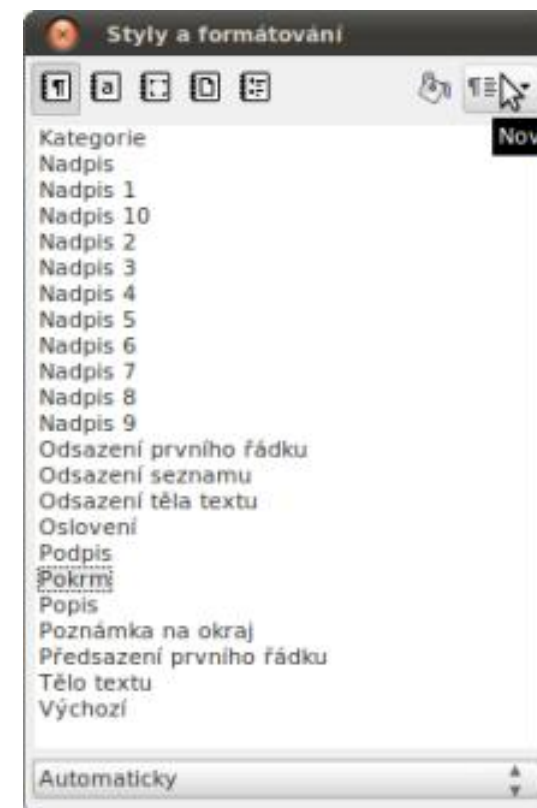 Styly a formátování
Nov
Kategorie
Nadpis
Nadpis 1
Nadpis 10
Nadpis 2
Nadpis 3
Nadpis 4
Nadpis 5
Nadpis 6
Nadpis 7
Nadpis 8
Nadpis 9
Odsazení prvního řádku
Odsazení seznamu
Odsazení těla textu
Oslovení
Podpis
Pokrm
Popis
Poznámka na okraj
Předsazení prvního řádku
Tělo textu
Výchozí
Automaticky